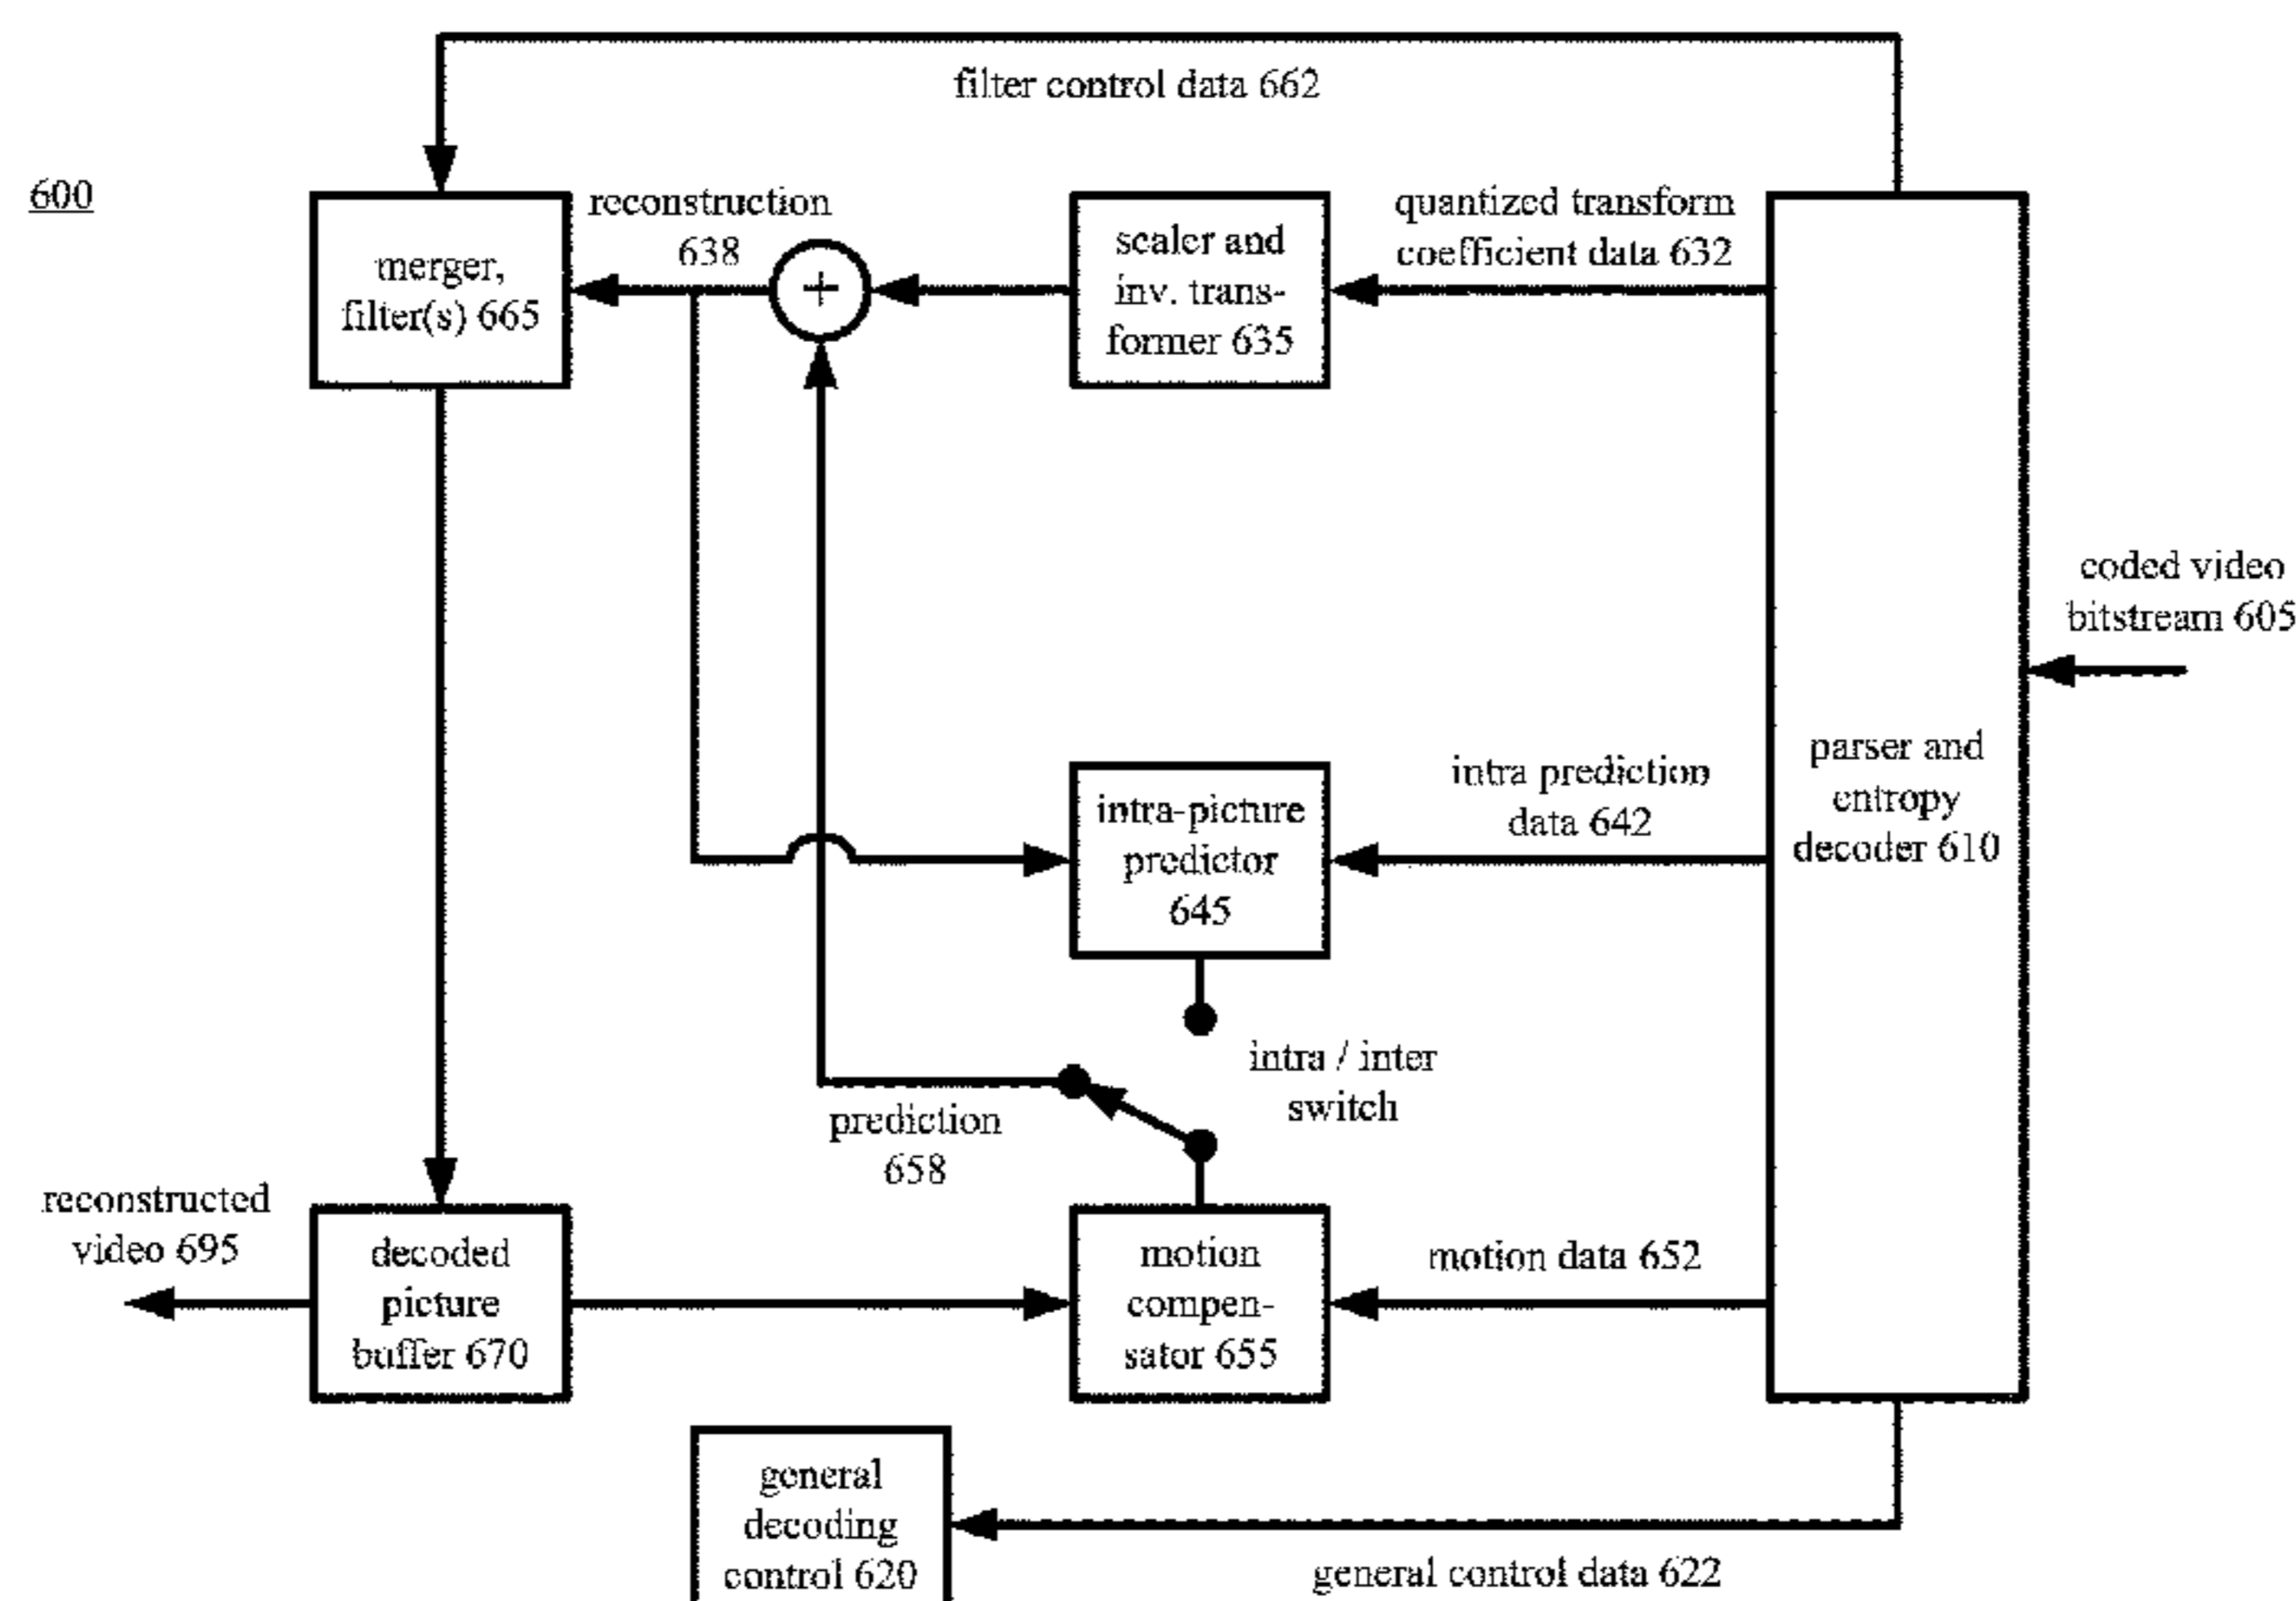 filter control data 662
600
merger,
filter(s) 665
reconstruction
638
+
scaler and
inv. trans-
former 635
quantized transform
coefficient data 632
coded video
bitstream 605
parser and
entropy
decoder 610
intra-picture
predictor
645
intra prediction
data 642
intra / inter
switch
prediction
658
reconstructed
video 695
decoded
picture
buffer 670
motion
compen-
sator 655
motion data 652
general
decoding
control 620
general control data 622